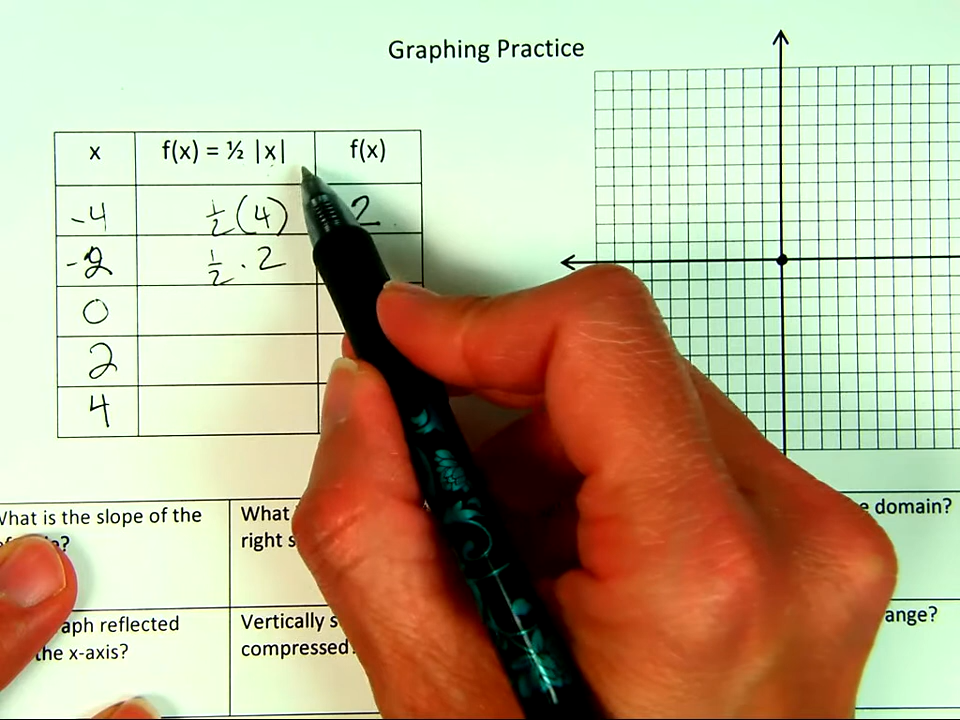 Graphing Practice
x f(x) = ½ |x| f(x)
-4 1/2 (4) 2
-2 1/2 · 2
0
2
4
What is the slope of the What e domain?
right s
aph reflected Vertically s ange?
the x-axis? compressed